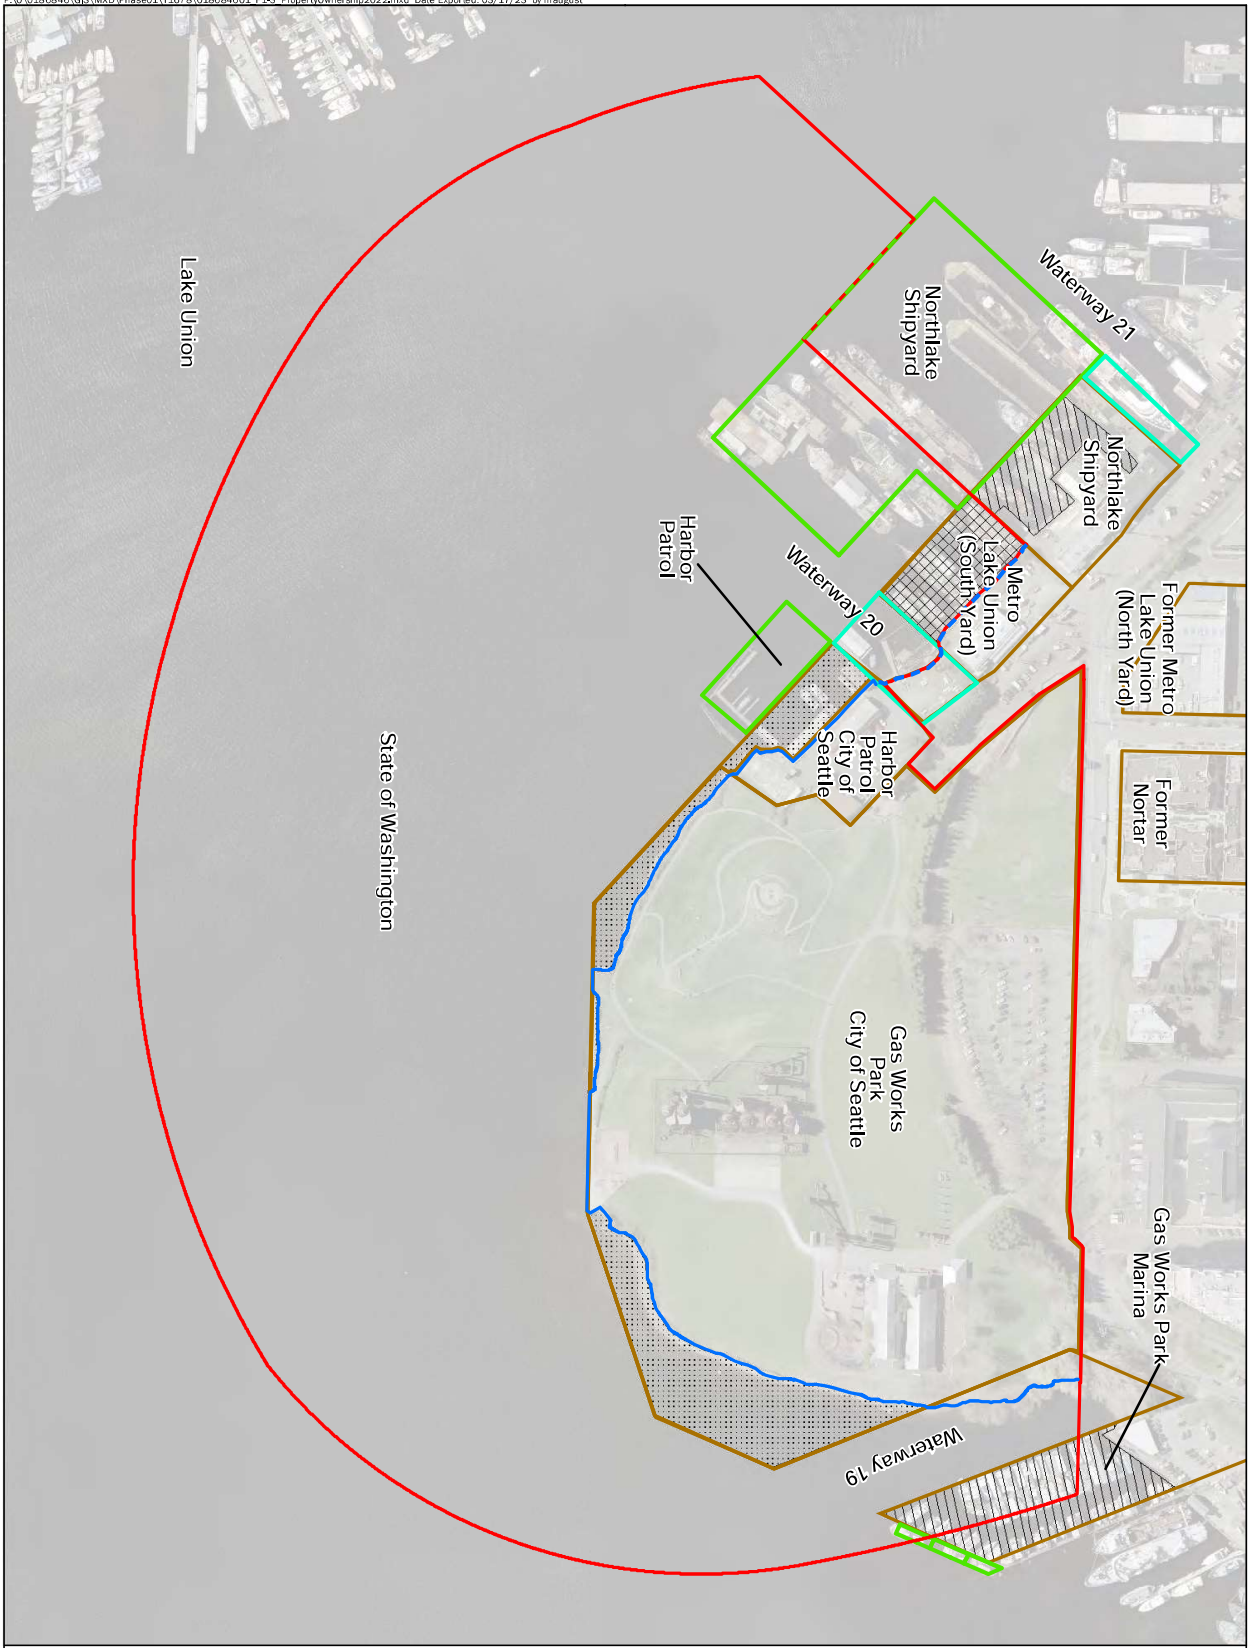 Lake Union
State of Washington
Waterway 21
Northlake
Shipyard
Northlake
Shipyard
Metro
Lake Union
(South Yard)
Waterway 20
Harbor
Patrol
Harbor
Patrol
City of
Seattle
Former Metro
Lake Union
(North Yard)
Former
Nortar
Gas Works
Park
City of Seattle
Gas Works Park
Marina
Waterway 19